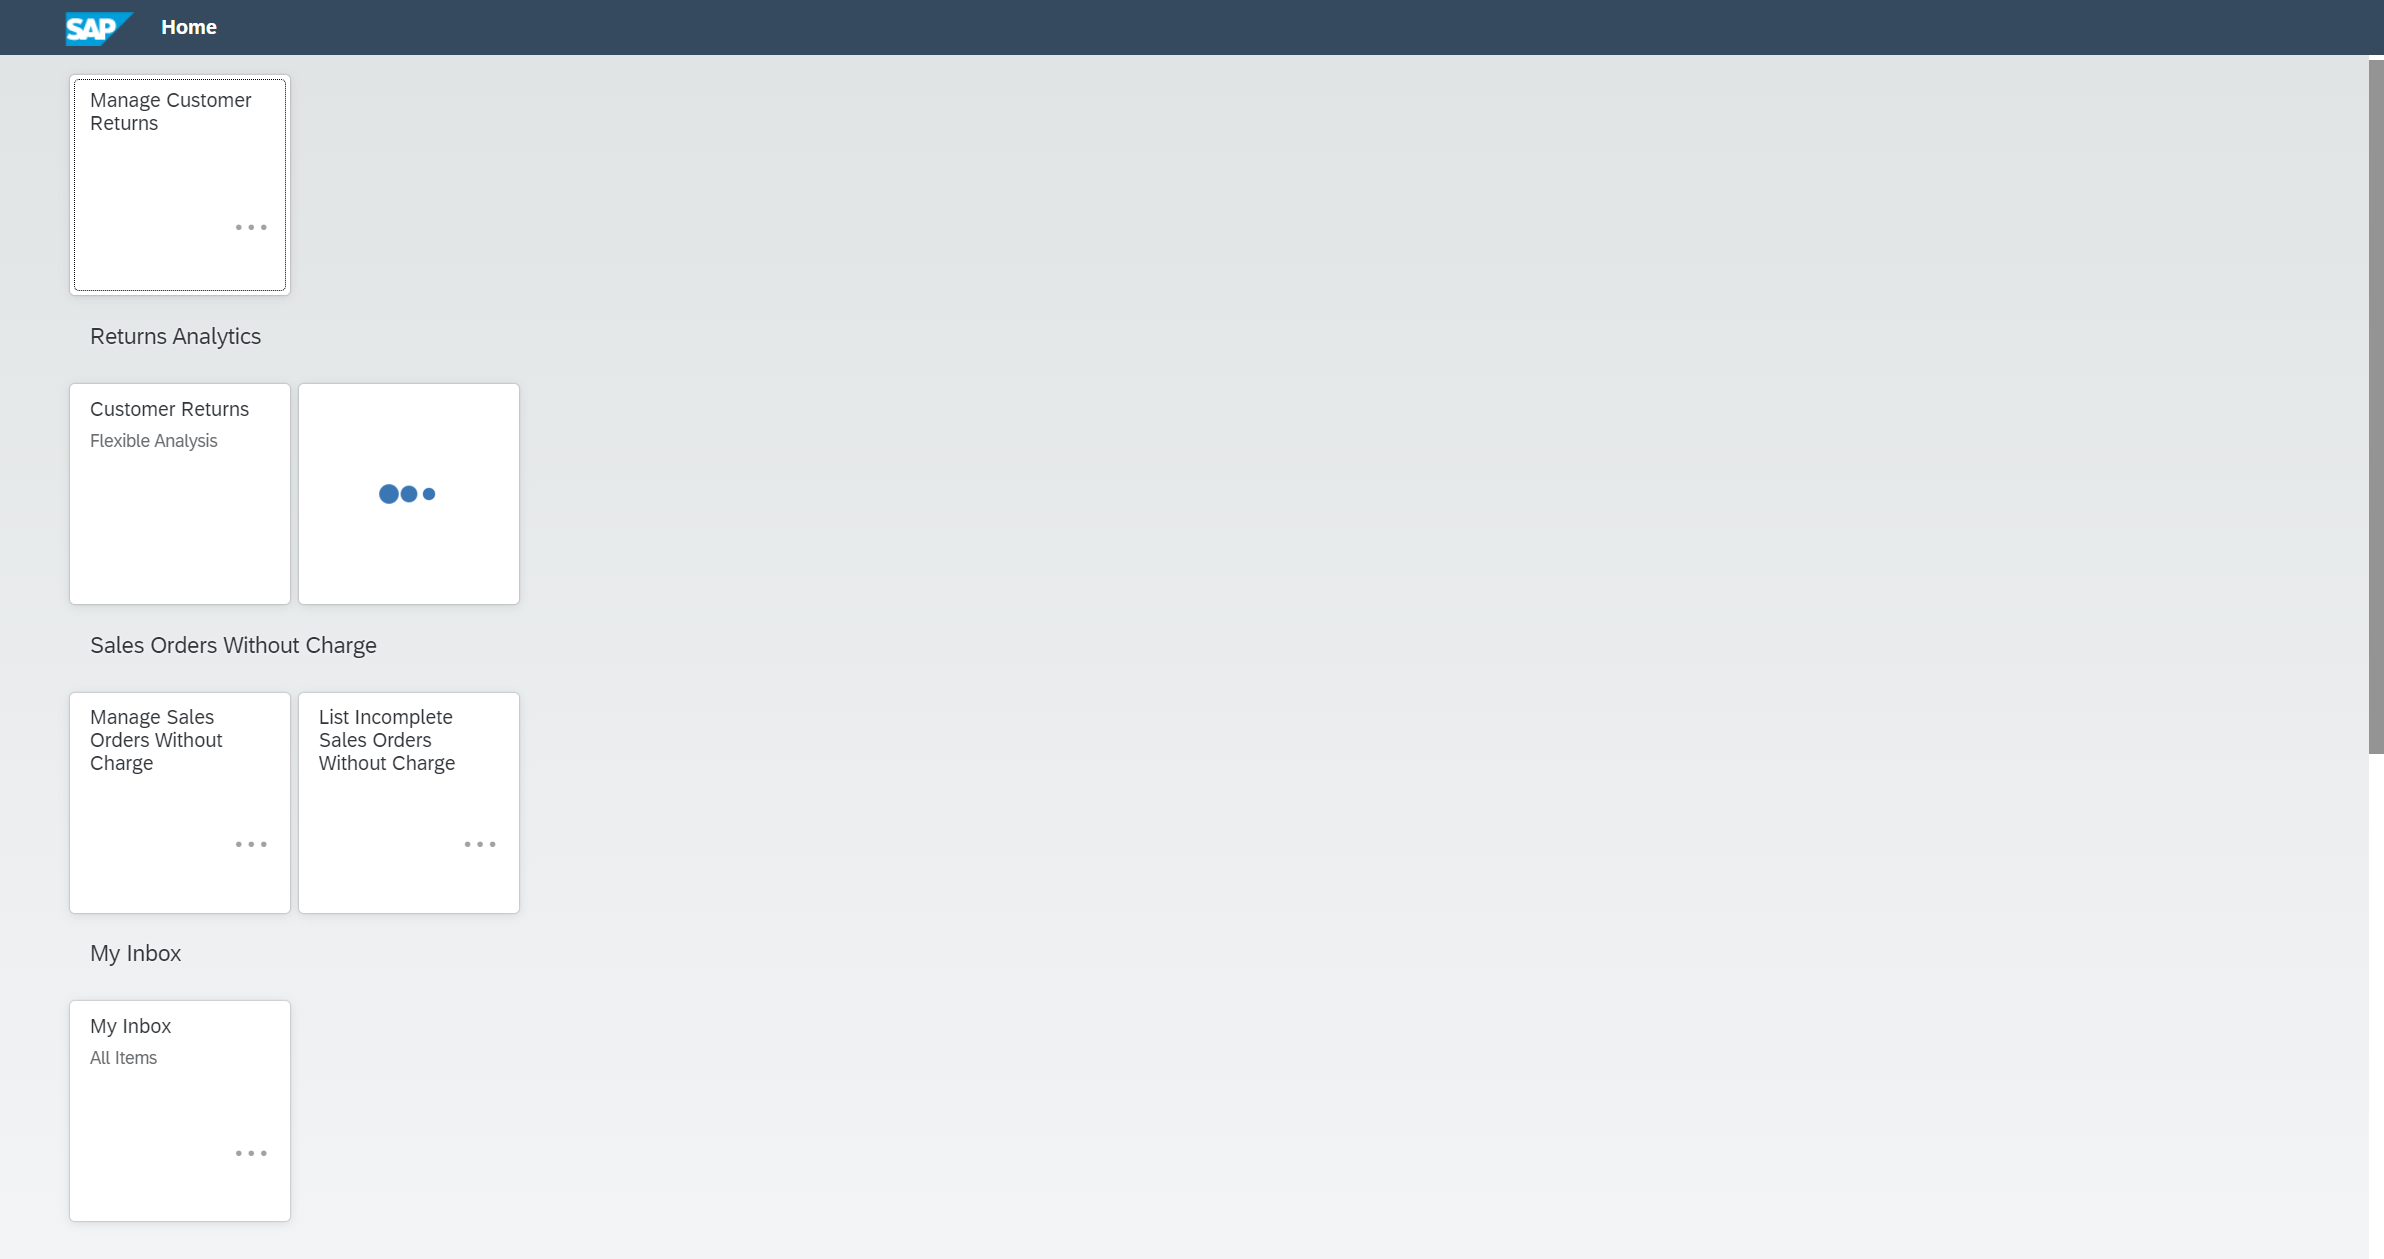 SAP Home
Manage Customer
Returns
Returns Analytics
Customer Returns
Flexible Analysis
Sales Orders Without Charge
Manage Sales
Orders Without
Charge
List Incomplete
Sales Orders
Without Charge
My Inbox
My Inbox
All Items